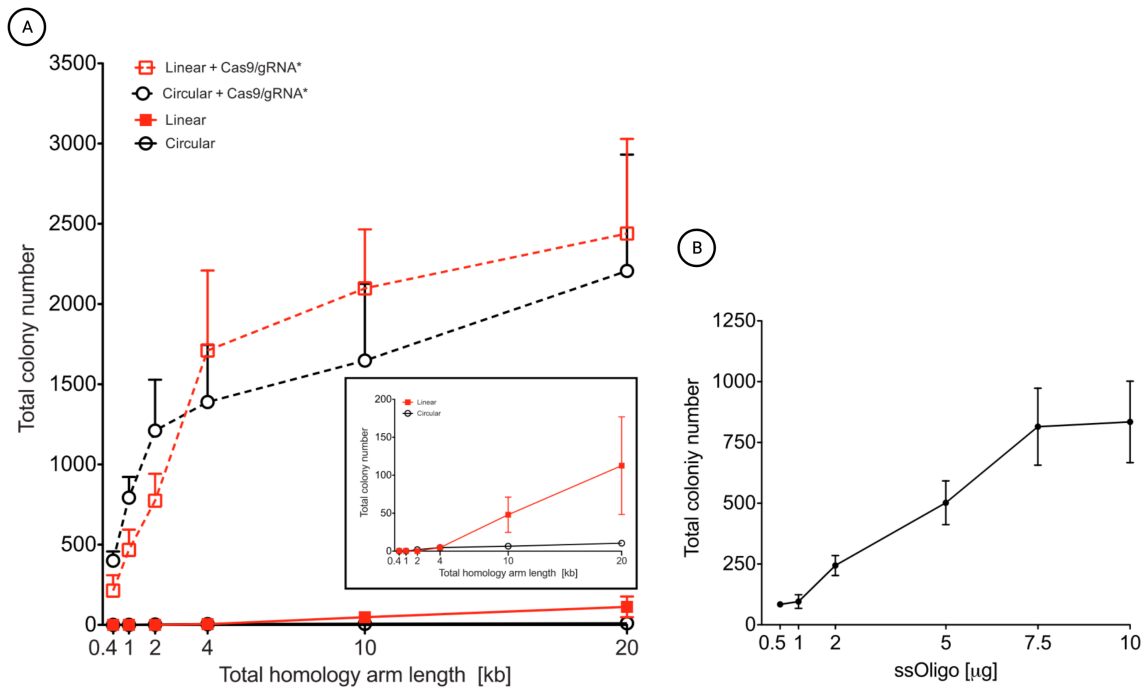 A
3500
3000
2500
2000
1500
1000
500
0
Total colony number
Linear + Cas9/gRNA*
Circular + Cas9/gRNA*
Linear
Circular
0.4 1 2 4 10 20
Total homology arm length [kb]
200
150
100
50
0
Total colony number
Linear
Circular
0.4 1 2 4 10 20
Total homology arm length [kb]
B
1250
1000
750
500
250
0
Total coloniy number
0.5 1 2 5 7.5 10
ssOligo [µg]